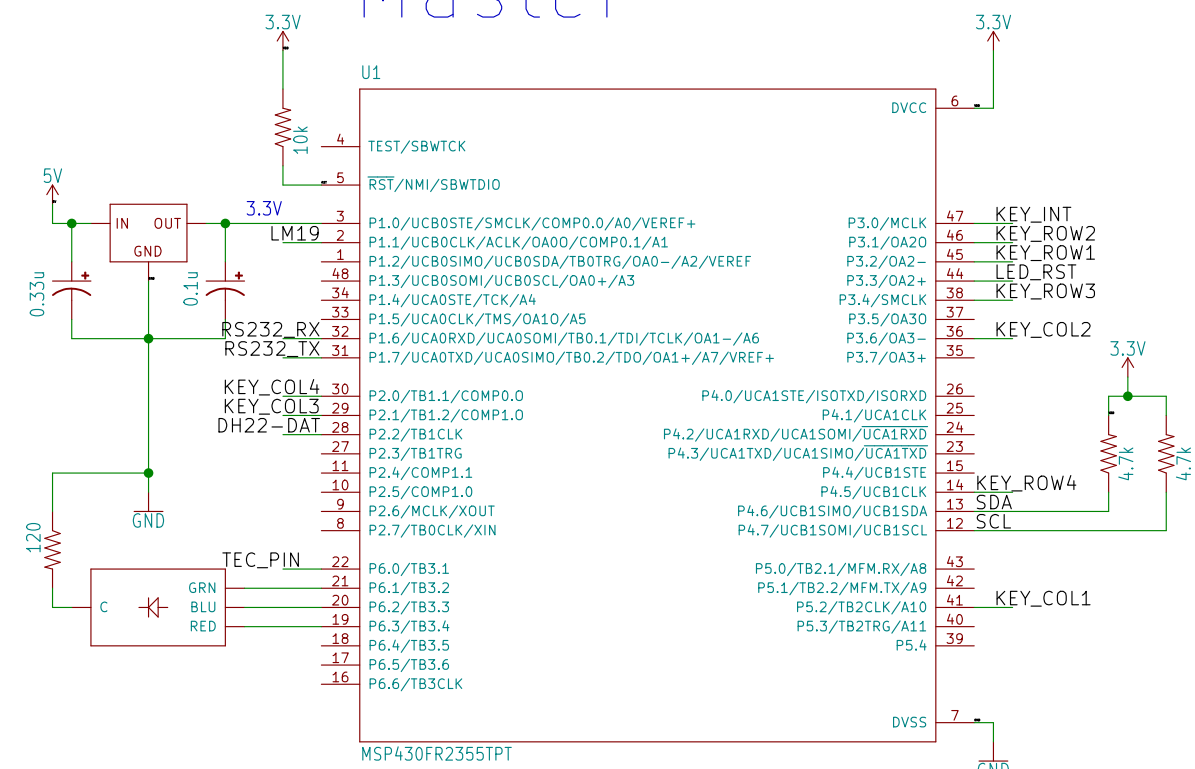 Master
3.3V
3.3V
U1
10k
DVCC 6
4 TEST/SBWTCK
5 RST/NMI/SBWTDIO
5V
IN OUT
GND
3.3V
0.33u
0.1u
3 P1.0/UCB0STE/SMCLK/COMP0.0/A0/VEREF+
LM19 2 P1.1/UCB0CLK/ACLK/OA0O/COMP0.1/A1
1 P1.2/UCB0SIMO/UCB0SDA/TB0TRG/OA0-/A2/VEREF
48 P1.3/UCB0SOMI/UCB0SCL/OA0+/A3
34 P1.4/UCA0STE/TCK/A4
33 P1.5/UCA0CLK/TMS/OA1O/A5
RS232_RX 32 P1.6/UCA0RXD/UCA0SOMI/TB0.1/TDI/TCLK/OA1-/A6
RS232_TX 31 P1.7/UCA0TXD/UCA0SIMO/TB0.2/TDO/OA1+/A7/VREF+
P3.0/MCLK 47 KEY_INT
P3.1/OA2O 46 KEY_ROW2
P3.2/OA2- 45 KEY_ROW1
P3.3/OA2+ 44 LED_RST
P3.4/SMCLK 38 KEY_ROW3
P3.5/OA3O 37
P3.6/OA3- 36 KEY_COL2
P3.7/OA3+ 35
KEY_COL4 30 P2.0/TB1.1/COMP0.O
KEY_COL3 29 P2.1/TB1.2/COMP1.O
DH22-DAT 28 P2.2/TB1CLK
27 P2.3/TB1TRG
11 P2.4/COMP1.1
10 P2.5/COMP1.0
9 P2.6/MCLK/XOUT
8 P2.7/TB0CLK/XIN
3.3V
4.7k
4.7k
P4.0/UCA1STE/ISOTXD/ISORXD 26
P4.1/UCA1CLK 25
P4.2/UCA1RXD/UCA1SOMI/UCA1RXD 24
P4.3/UCA1TXD/UCA1SIMO/UCA1TXD 23
P4.4/UCB1STE 15
P4.5/UCB1CLK 14 KEY_ROW4
P4.6/UCB1SIMO/UCB1SDA 13 SDA
P4.7/UCB1SOMI/UCB1SCL 12 SCL
GND
120
C
GRN
BLU
RED
TEC_PIN 22 P6.0/TB3.1
21 P6.1/TB3.2
20 P6.2/TB3.3
19 P6.3/TB3.4
18 P6.4/TB3.5
17 P6.5/TB3.6
16 P6.6/TB3CLK
P5.0/TB2.1/MFM.RX/A8 43
P5.1/TB2.2/MFM.TX/A9 42
P5.2/TB2CLK/A10 41 KEY_COL1
P5.3/TB2TRG/A11 40
P5.4 39
DVSS 7
GND
MSP430FR2355TPT